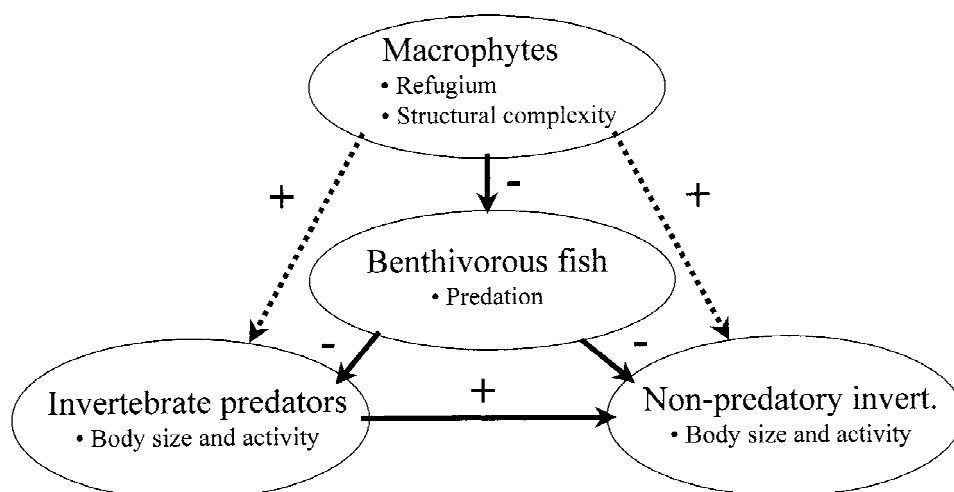 Macrophytes
• Refugium
• Structural complexity
+
-
+
Benthivorous fish
• Predation
-
-
+
Invertebrate predators
• Body size and activity
Non-predatory invert.
• Body size and activity